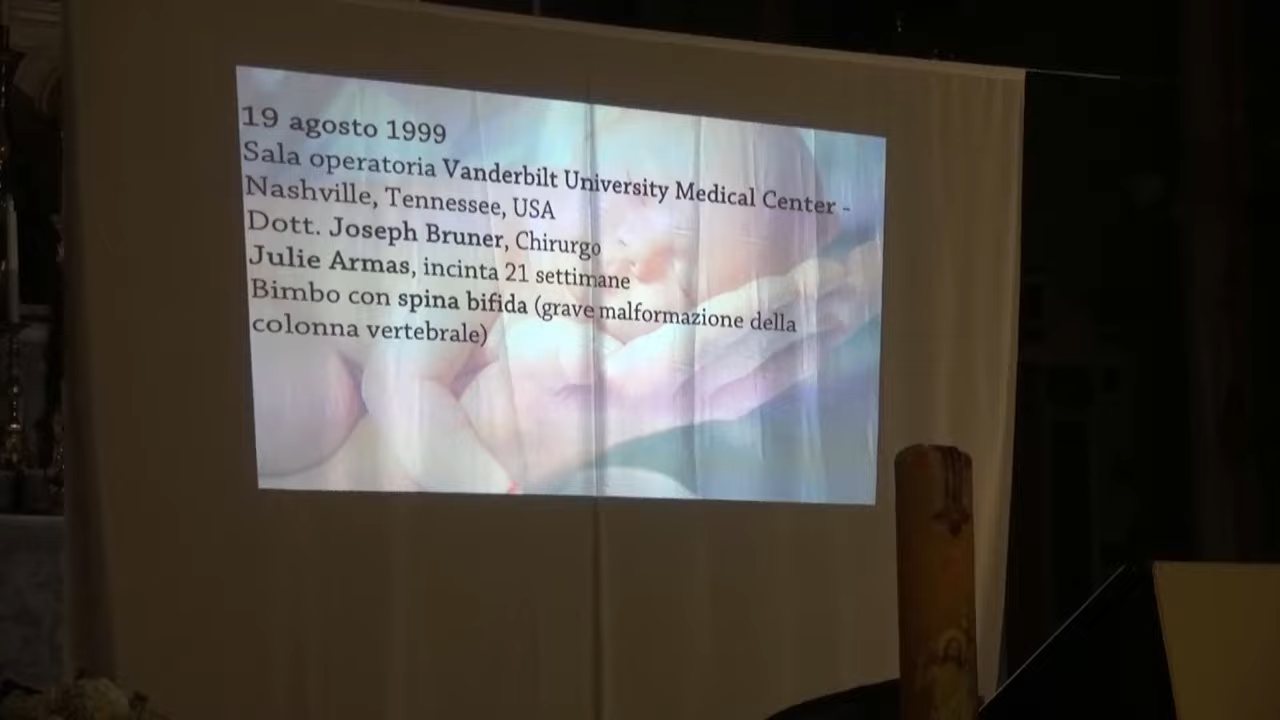 19 agosto 1999
Sala operatoria Vanderbilt University Medical Center -
Nashville, Tennessee, USA
Dott. Joseph Bruner, Chirurgo
Julie Armas, incinta 21 settimane
Bimbo con spina bifida (grave malformazione della
colonna vertebrale)